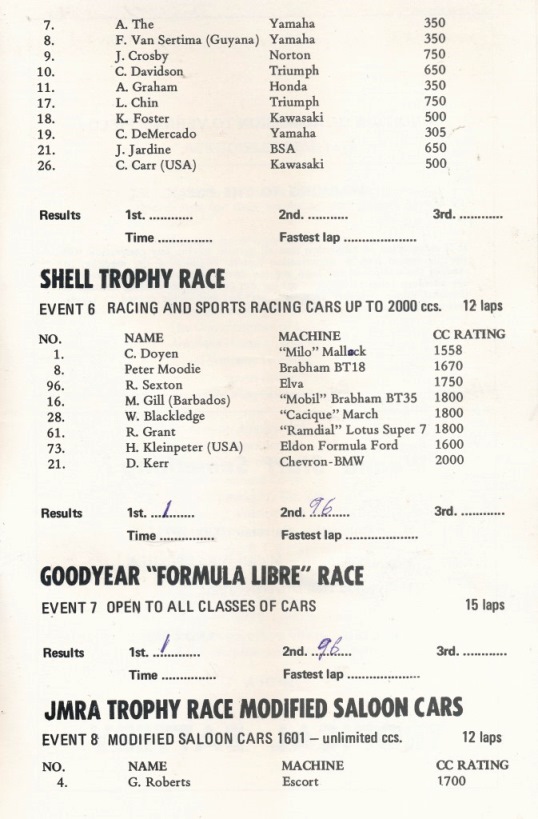 7. A. The Yamaha 350
8. F. Van Sertima (Guyana) Yamaha 350
9. J. Crosby Norton 750
10. C. Davidson Triumph 650
11. A. Graham Honda 350
17. L. Chin Triumph 750
18. K. Foster Kawasaki 500
19. C. DeMercado Yamaha 305
21. J. Jardine BSA 650
26. C. Carr (USA) Kawasaki 500
Results 1st. ............ 2nd. ........... 3rd. ............
Time ............... Fastest lap ....................
SHELL TROPHY RACE
EVENT 6 RACING AND SPORTS RACING CARS UP TO 2000 ccs. 12 laps
NO. NAME MACHINE CC RATING
1. C. Doyen “Milo” Mallock 1558
8. Peter Moodie Brabham BT18 1670
96. R. Sexton Elva 1750
16. M. Gill (Barbados) “Mobil” Brabham BT35 1800
28. W. Blackledge “Cacique” March 1800
61. R. Grant “Ramdial” Lotus Super 7 1800
73. H. Kleinpeter (USA) Eldon Formula Ford 1600
21. D. Kerr Chevron-BMW 2000
Results 1st. ...1....... 2nd. ..96..... 3rd. ............
Time ............... Fastest lap ....................
GOODYEAR “FORMULA LIBRE” RACE
EVENT 7 OPEN TO ALL CLASSES OF CARS 15 laps
Results 1st. ..1........ 2nd. ..96..... 3rd. ............
Time ............... Fastest lap ....................
JMRA TROPHY RACE MODIFIED SALOON CARS
EVENT 8 MODIFIED SALOON CARS 1601 – unlimited ccs. 12 laps
NO. NAME MACHINE CC RATING
4. G. Roberts Escort 1700